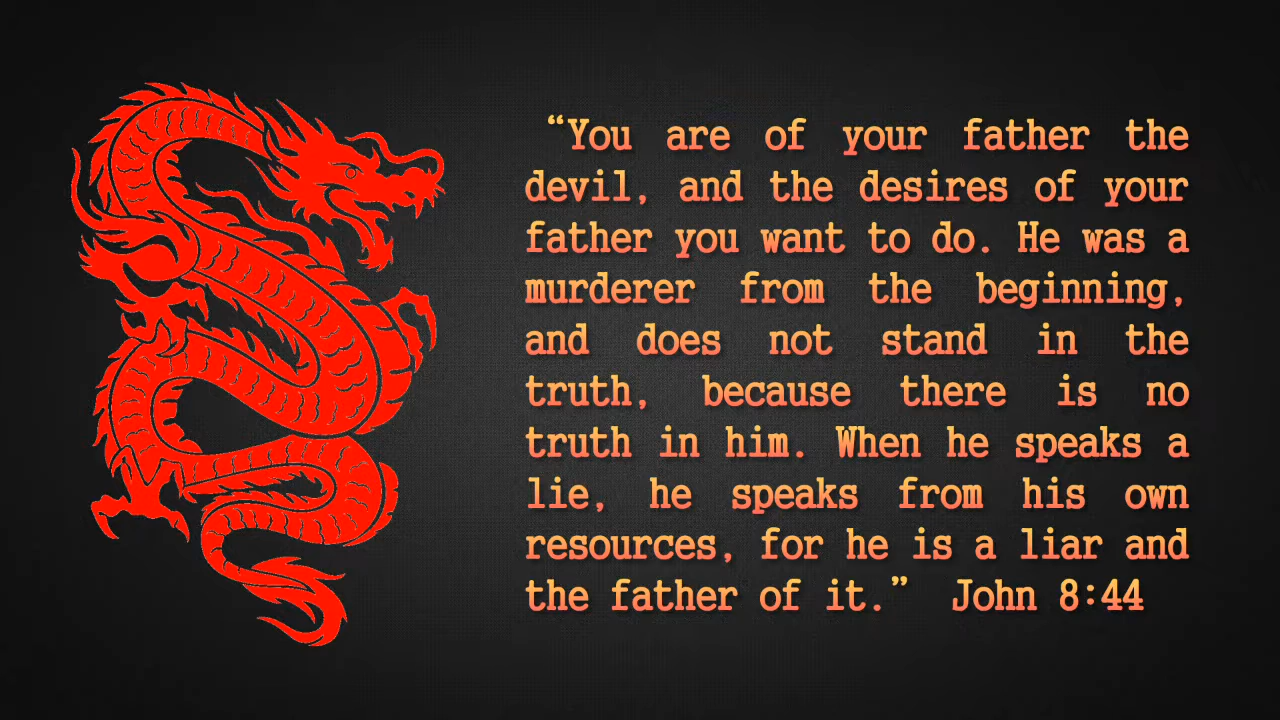 “You are of your father the
devil, and the desires of your
father you want to do. He was a
murderer from the beginning,
and does not stand in the
truth, because there is no
truth in him. When he speaks a
lie, he speaks from his own
resources, for he is a liar and
the father of it.” John 8:44